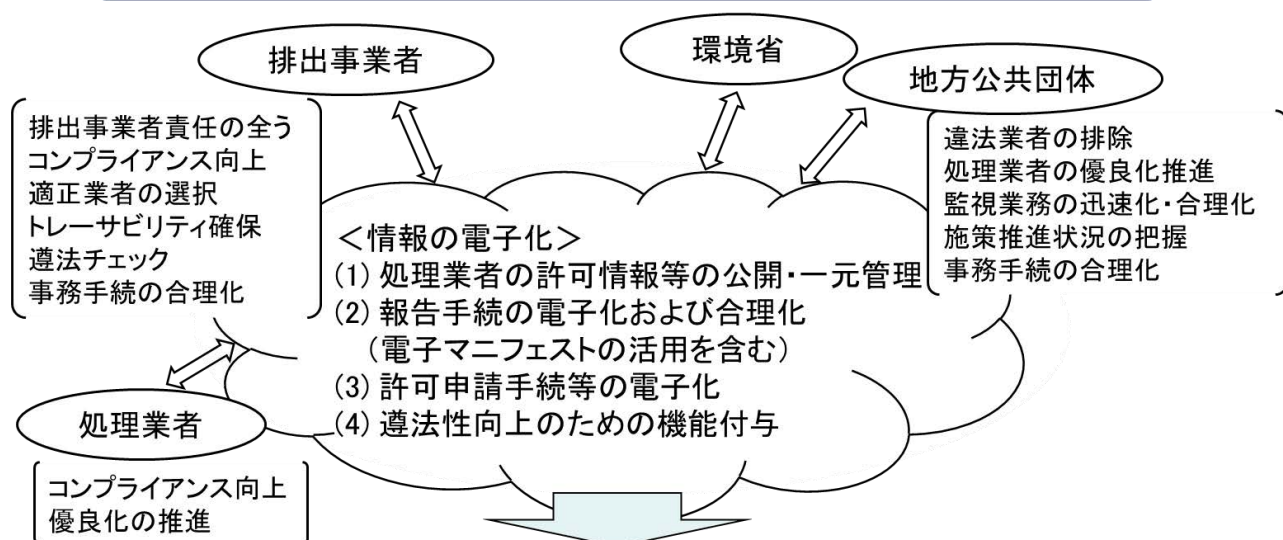 排出事業者
環境省
地方公共団体
排出事業者責任の全う
コンプライアンス向上
適正業者の選択
トレーサビリティ確保
遵法チェック
事務手続の合理化
違法業者の排除
処理業者の優良化推進
監視業務の迅速化・合理化
施策推進状況の把握
事務手続の合理化
＜情報の電子化＞
(1) 処理業者の許可情報等の公開・一元管理
(2) 報告手続の電子化および合理化
（電子マニフェストの活用を含む）
(3) 許可申請手続等の電子化
(4) 遵法性向上のための機能付与
処理業者
コンプライアンス向上
優良化の推進